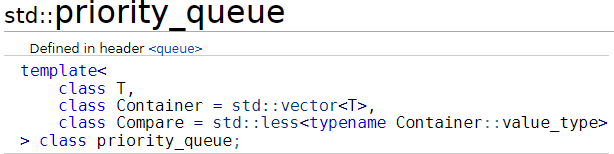 std::priority_queue
Defined in header <queue>
template<
    class T,
    class Container = std::vector<T>,
    class Compare = std::less<typename Container::value_type>
> class priority_queue;